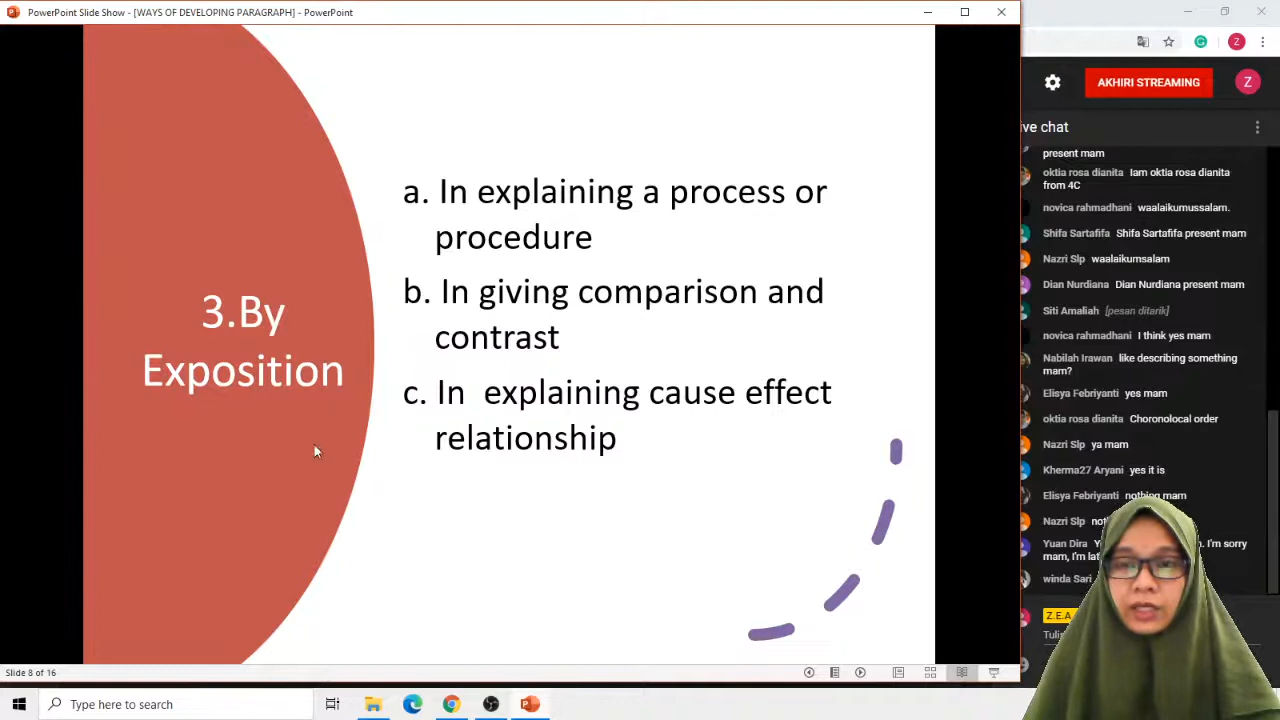 PowerPoint Slide Show - [WAYS OF DEVELOPING PARAGRAPH] - PowerPoint
3.By
Exposition
a. In explaining a process or
procedure
b. In giving comparison and
contrast
c. In  explaining cause effect
relationship
Slide 8 of 16
Type here to search
Z
AKHIRI STREAMING
Z
ive chat
present mam
oktia rosa dianita Iam oktia rosa dianita
from 4C
novica rahmadhani waalaikumussalam.
Shifa Sartafifa Shifa Sartafifa present mam
Nazri Slp waalaikumsalam
Dian Nurdiana Dian Nurdiana present mam
Siti Amaliah [pesan ditarik]
novica rahmadhani I think yes mam
Nabilah Irawan like describing something
mam?
Elisya Febriyanti yes mam
oktia rosa dianita Choronolocal order
Nazri Slp ya mam
Kherma27 Aryani yes it is
Elisya Febriyanti nothing mam
Nazri Slp
Yuan Dira . I'm sorry
mam, I'm
winda Sari
Z.E.A